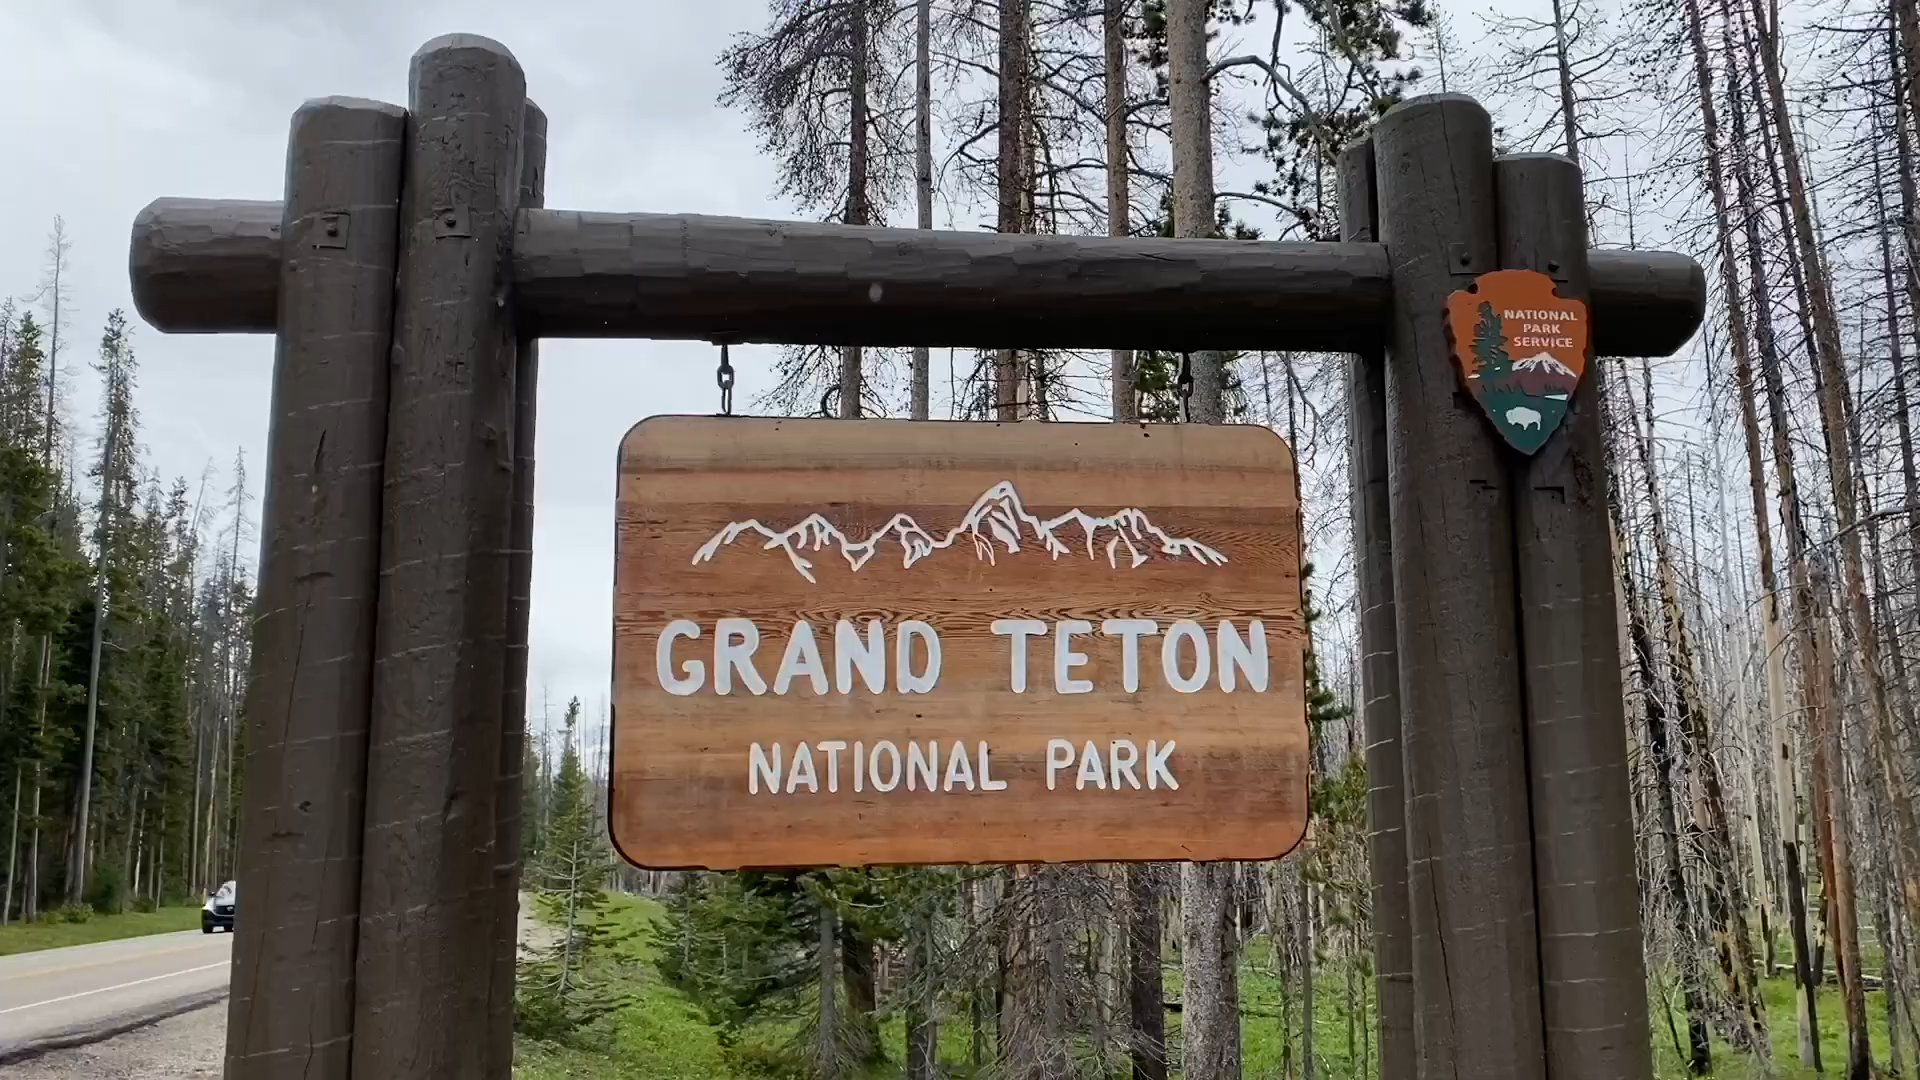 NATIONAL
PARK
SERVICE
GRAND TETON
NATIONAL PARK